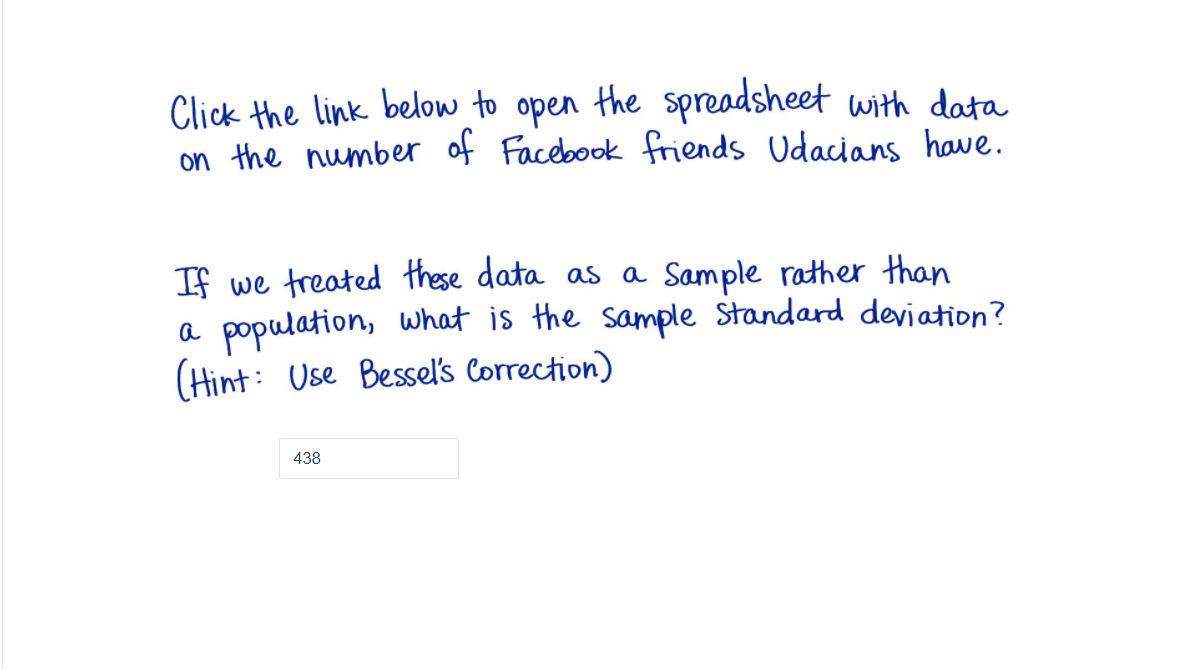 Click the link below to open the spreadsheet with data
on the number of Facebook friends Udacians have.
If we treated these data as a Sample rather than
a population, what is the sample Standard deviation?
(Hint: Use Bessel's Correction)
438